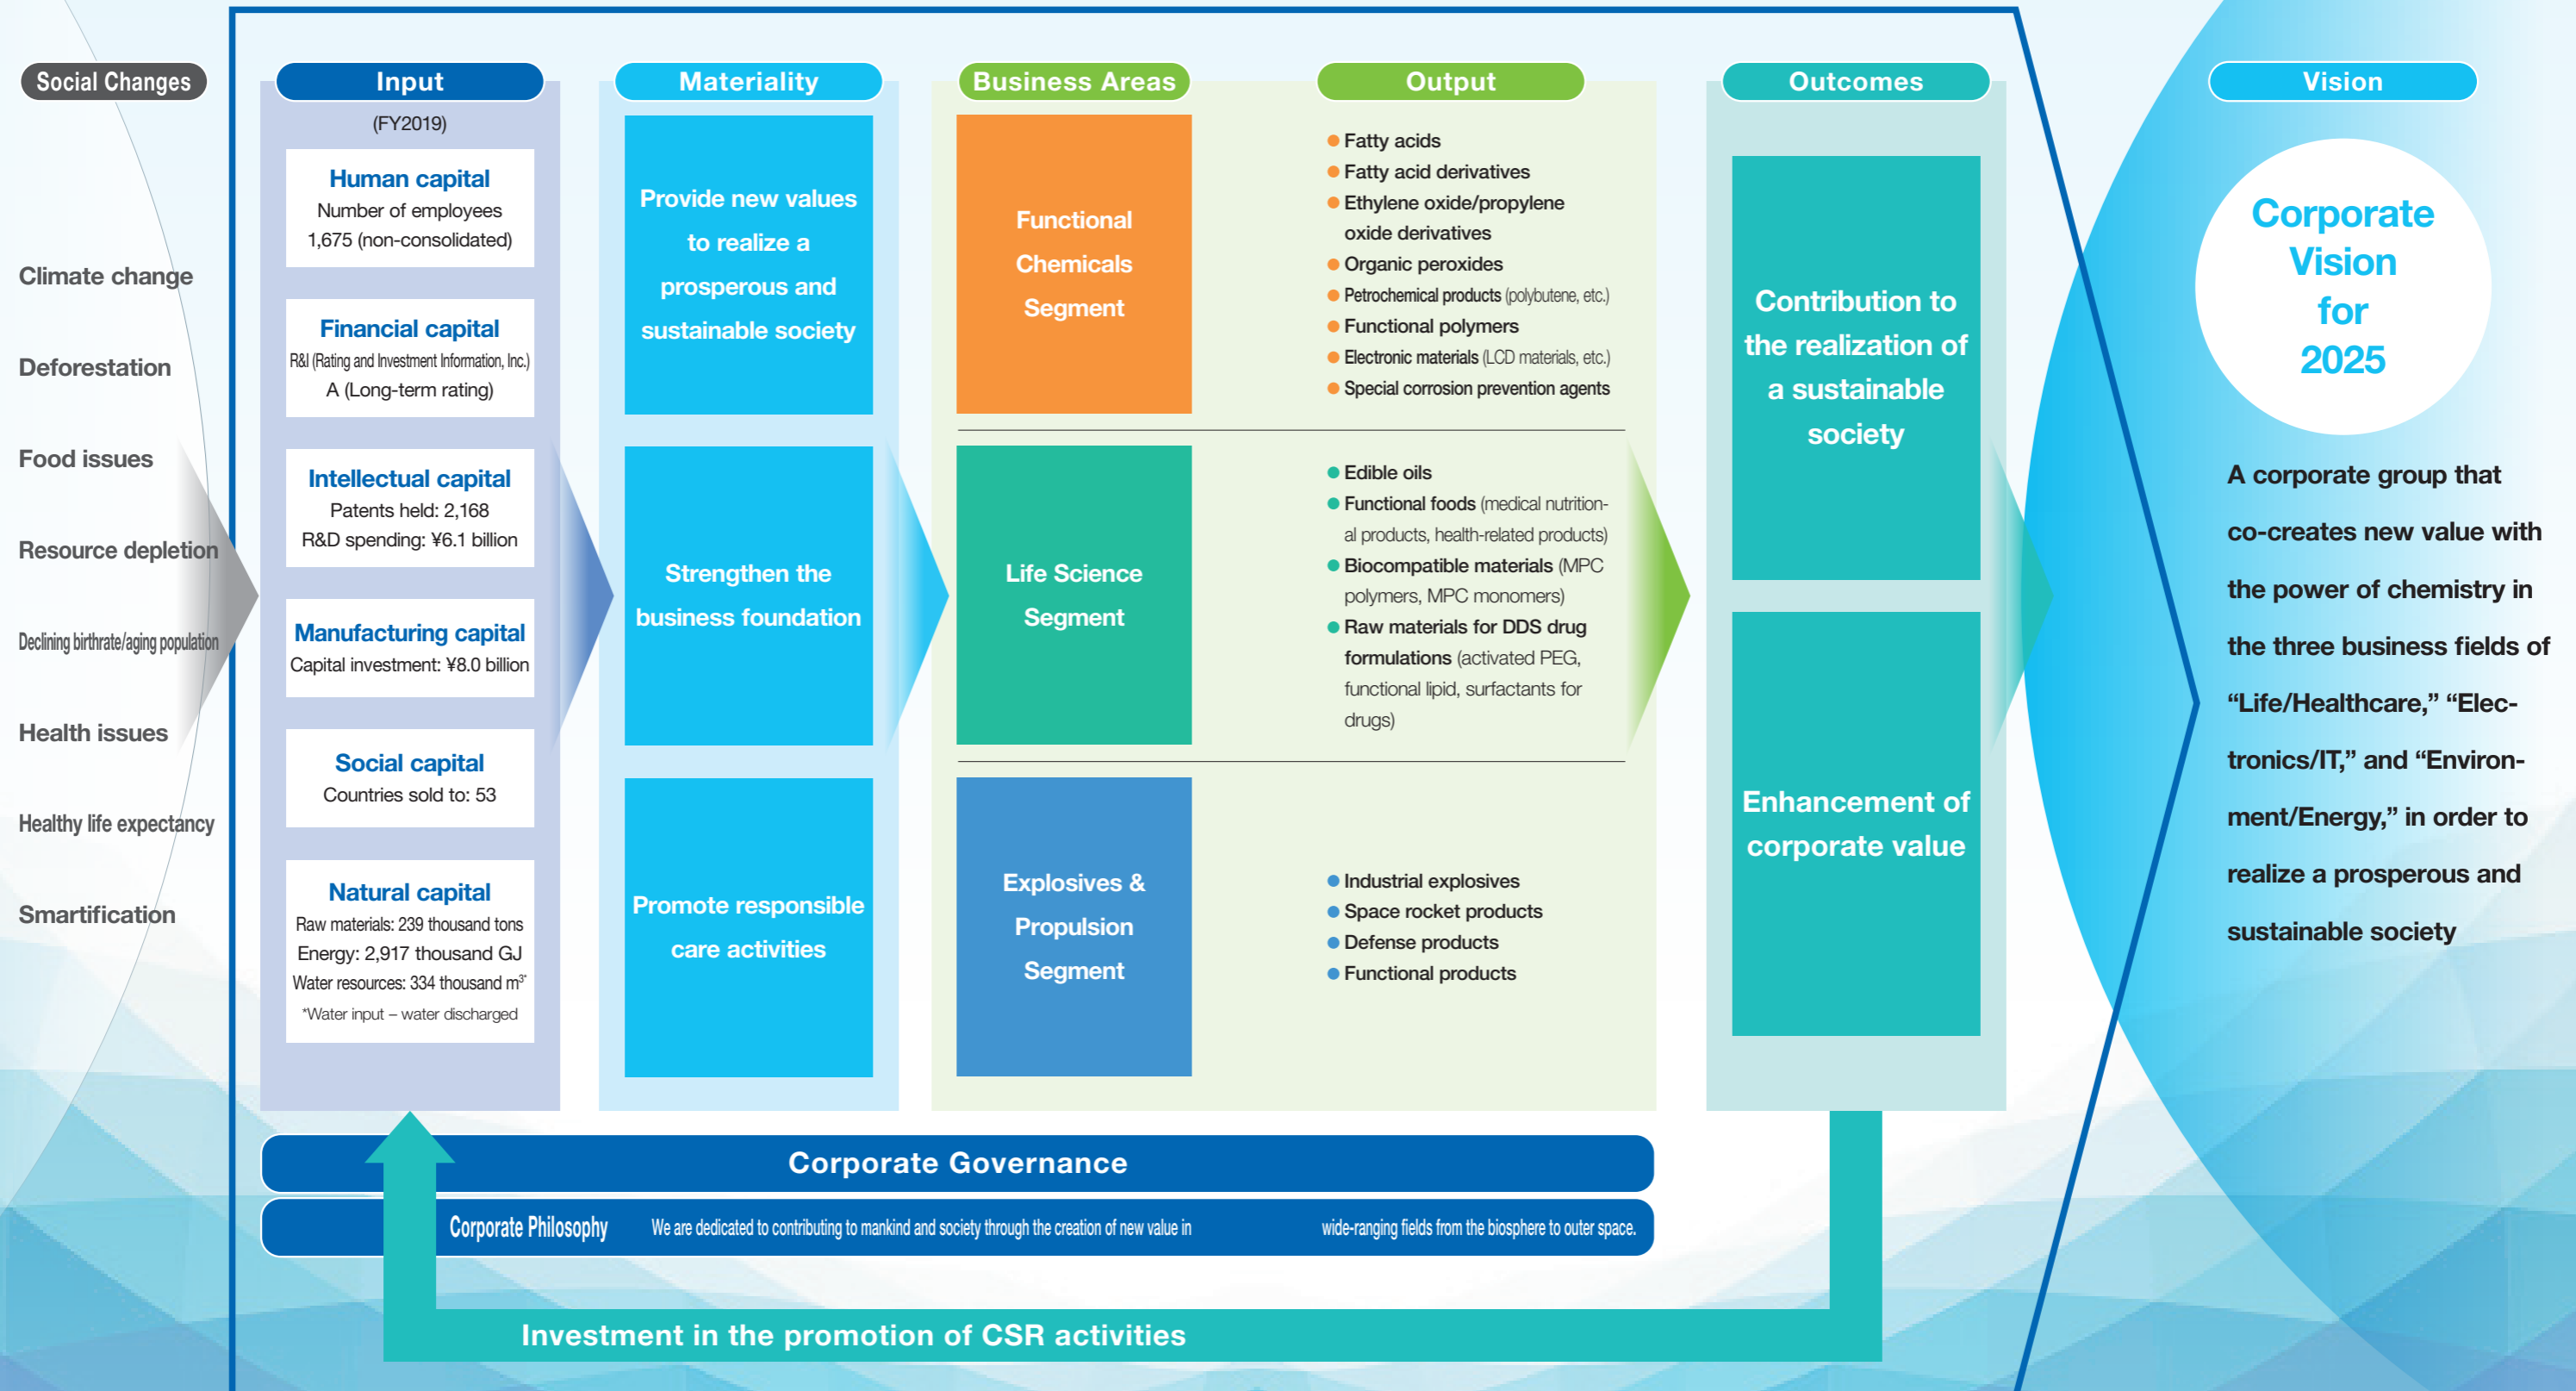 Social Changes
Climate change
Deforestation
Food issues
Resource depletion
Declining birthrate/aging population
Health issues
Healthy life expectancy
Smartification
Input
(FY2019)
Human capital
Number of employees
1,675 (non-consolidated)
Financial capital
R&I (Rating and Investment Information, Inc.)
A (Long-term rating)
Intellectual capital
Patents held: 2,168
R&D spending: ¥6.1 billion
Manufacturing capital
Capital investment: ¥8.0 billion
Social capital
Countries sold to: 53
Natural capital
Raw materials: 239 thousand tons
Energy: 2,917 thousand GJ
Water resources: 334 thousand m³*
*Water input – water discharged
Materiality
Provide new values
to realize a
prosperous and
sustainable society
Strengthen the
business foundation
Promote responsible
care activities
Business Areas
Output
Functional
Chemicals
Segment
● Fatty acids
● Fatty acid derivatives
● Ethylene oxide/propylene
oxide derivatives
● Organic peroxides
● Petrochemical products (polybutene, etc.)
● Functional polymers
● Electronic materials (LCD materials, etc.)
● Special corrosion prevention agents
Life Science
Segment
● Edible oils
● Functional foods (medical nutrition-
al products, health-related products)
● Biocompatible materials (MPC
polymers, MPC monomers)
● Raw materials for DDS drug
formulations (activated PEG,
functional lipid, surfactants for
drugs)
Explosives &
Propulsion
Segment
● Industrial explosives
● Space rocket products
● Defense products
● Functional products
Outcomes
Contribution to
the realization of
a sustainable
society
Enhancement of
corporate value
Vision
Corporate
Vision
for
2025
A corporate group that
co-creates new value with
the power of chemistry in
the three business fields of
“Life/Healthcare,” “Elec-
tronics/IT,” and “Environ-
ment/Energy,” in order to
realize a prosperous and
sustainable society
Corporate Governance
Corporate Philosophy We are dedicated to contributing to mankind and society through the creation of new value in wide-ranging fields from the biosphere to outer space.
Investment in the promotion of CSR activities